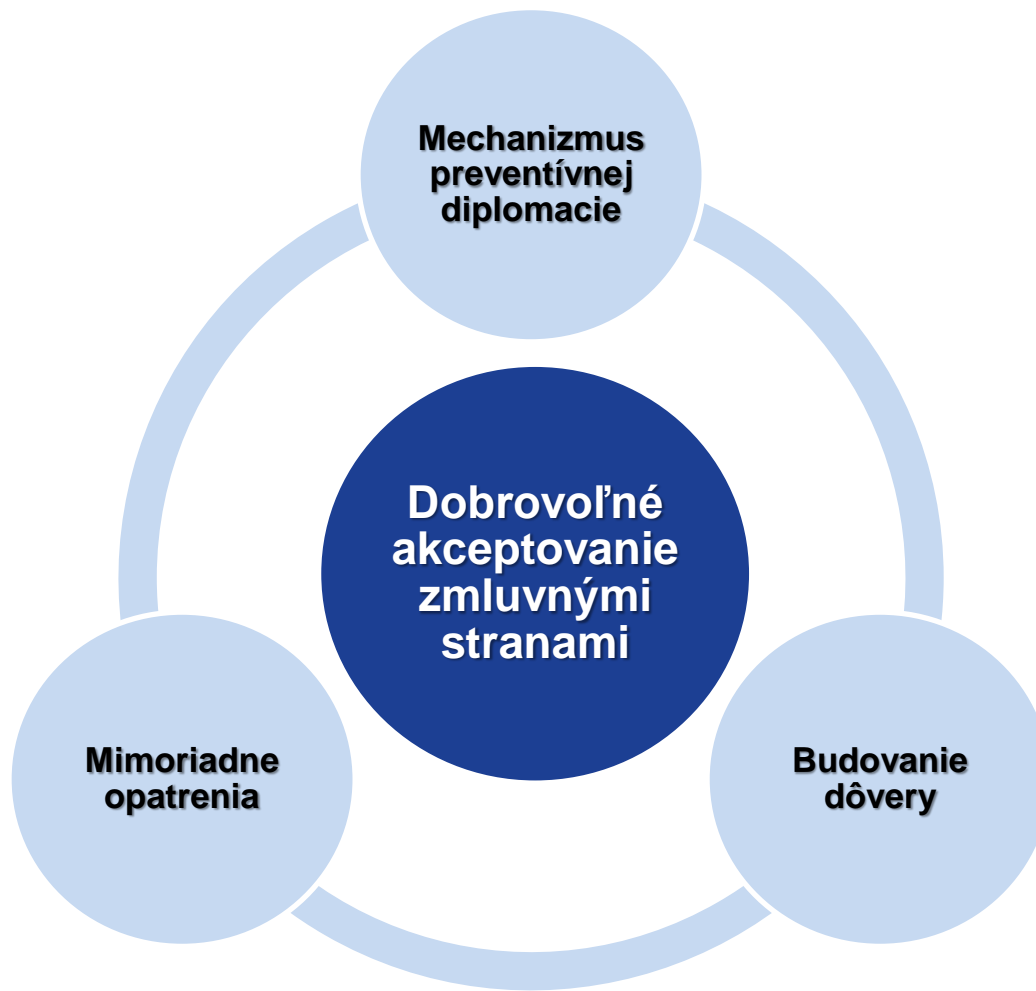 Mechanizmus
preventívnej
diplomacie
Dobrovoľné
akceptovanie
zmluvnými
stranami
Mimoriadne
opatrenia
Budovanie
dôvery